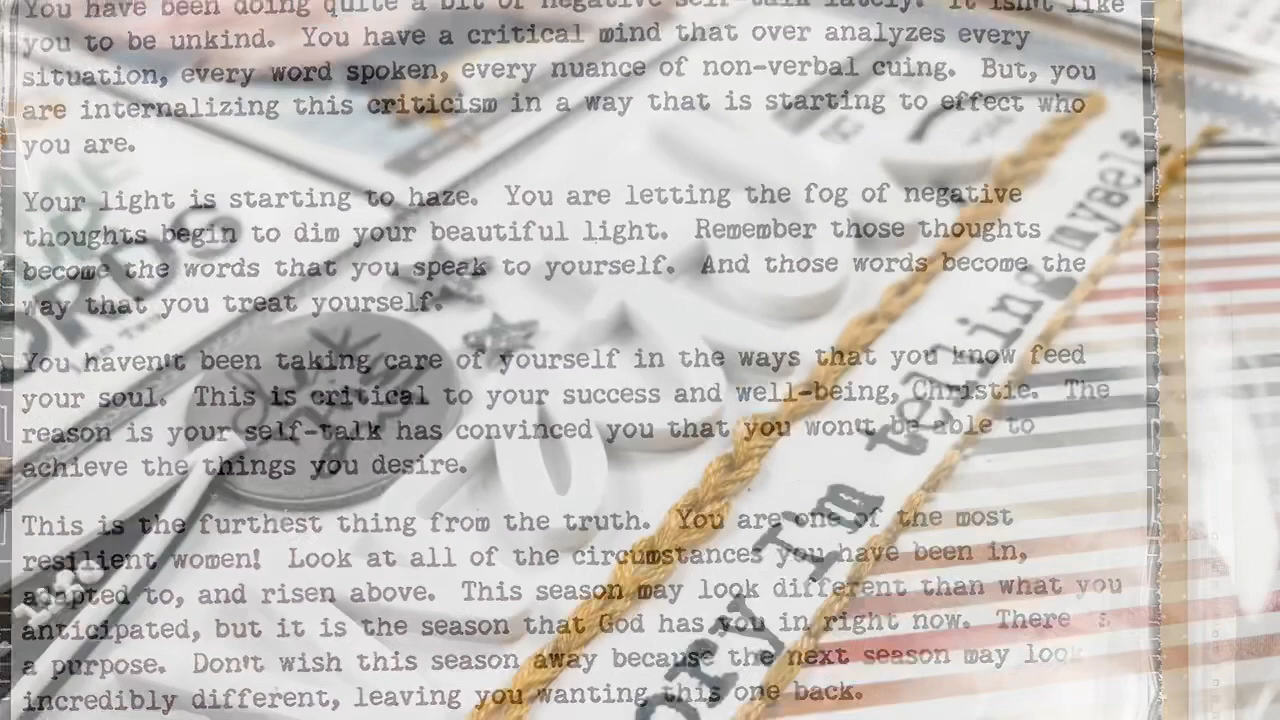 You have been doing quite a bit of negative self-talk lately. It isn't like
you to be unkind. You have a critical mind that over analyzes every
situation, every word spoken, every nuance of non-verbal cuing. But, you
are internalizing this criticism in a way that is starting to effect who
you are.
Your light is starting to haze. You are letting the fog of negative
thoughts begin to dim your beautiful light. Remember those thoughts
become the words that you speak to yourself. And those words become the
way that you treat yourself.
You haven't been taking care of yourself in the ways that you know feed
your soul. This is critical to your success and well-being, Christie. The
reason is your self-talk has convinced you that you won't be able to
achieve the things you desire.
This is the furthest thing from the truth. You are one of the most
resilient women! Look at all of the circumstances you have been in,
adapted to, and risen above. This season may look different than what you
anticipated, but it is the season that God has you in right now. There s
a purpose. Don't wish this season away because the next season may look
incredibly different, leaving you wanting this one back.
ory i'm telling myself
ORDS